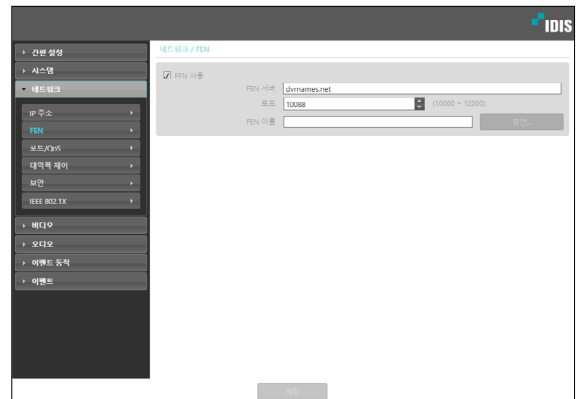 IDIS
간편 설정
시스템
네트워크
IP 주소
FEN
포트/QoS
대역폭 제어
보안
IEEE 802.1X
비디오
오디오
이벤트 동작
이벤트
네트워크 / FEN
FEN 사용
FEN 서버 dvrnames.net
포트 10088 (10000 ~ 12000)
FEN 이름 확인...
저장